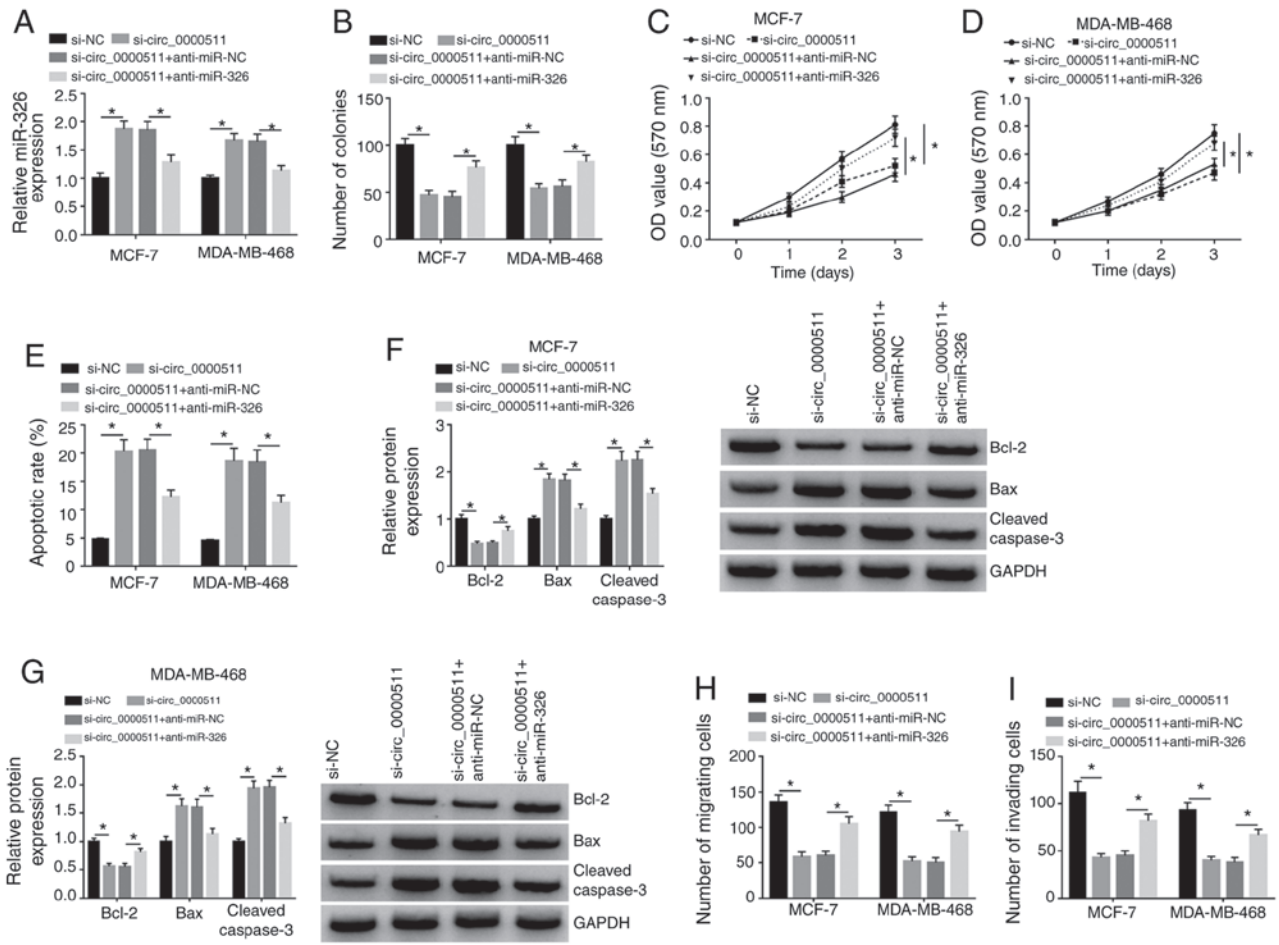 A
si-NC si-circ_0000511
si-circ_0000511+anti-miR-NC
si-circ_0000511+anti-miR-326
Relative miR-326
expression
2.5
2.0
1.5
1.0
0.5
0.0
* * * *
MCF-7 MDA-MB-468
B
si-NC si-circ_0000511
si-circ_0000511+anti-miR-NC
si-circ_0000511+anti-miR-326
Number of colonies
150
100
50
0
* * * *
MCF-7 MDA-MB-468
C
MCF-7
si-NC si-circ_0000511
si-circ_0000511+anti-miR-NC
si-circ_0000511+anti-miR-326
OD value (570 nm)
1.0
0.8
0.6
0.4
0.2
0.0
* *
0 1 2 3
Time (days)
D
MDA-MB-468
si-NC si-circ_0000511
si-circ_0000511+anti-miR-NC
si-circ_0000511+anti-miR-326
OD value (570 nm)
1.0
0.8
0.6
0.4
0.2
0.0
* *
0 1 2 3
Time (days)
E
si-NC si-circ_0000511
si-circ_0000511+anti-miR-NC
si-circ_0000511+anti-miR-326
Apoptotic rate (%)
25
20
15
10
5
0
* * * *
MCF-7 MDA-MB-468
F
MCF-7
si-NC si-circ_0000511
si-circ_0000511+anti-miR-NC
si-circ_0000511+anti-miR-326
Relative protein
expression
3
2
1
0
* * * * * *
Bcl-2 Bax Cleaved
caspase-3
si-NC
si-circ_0000511
si-circ_0000511+
anti-miR-NC
si-circ_0000511+
anti-miR-326
Bcl-2
Bax
Cleaved
caspase-3
GAPDH
G
MDA-MB-468
si-NC si-circ_0000511
si-circ_0000511+anti-miR-NC
si-circ_0000511+anti-miR-326
Relative protein
expression
2.5
2.0
1.5
1.0
0.5
0.0
* * * * * *
Bcl-2 Bax Cleaved
caspase-3
si-NC
si-circ_0000511
si-circ_0000511+
anti-miR-NC
si-circ_0000511+
anti-miR-326
Bcl-2
Bax
Cleaved
caspase-3
GAPDH
H
si-NC si-circ_0000511
si-circ_0000511+anti-miR-NC
si-circ_0000511+anti-miR-326
Number of migrating cells
200
150
100
50
0
* * * *
MCF-7 MDA-MB-468
I
si-NC si-circ_0000511
si-circ_0000511+anti-miR-NC
si-circ_0000511+anti-miR-326
Number of invading cells
150
100
50
0
* * * *
MCF-7 MDA-MB-468